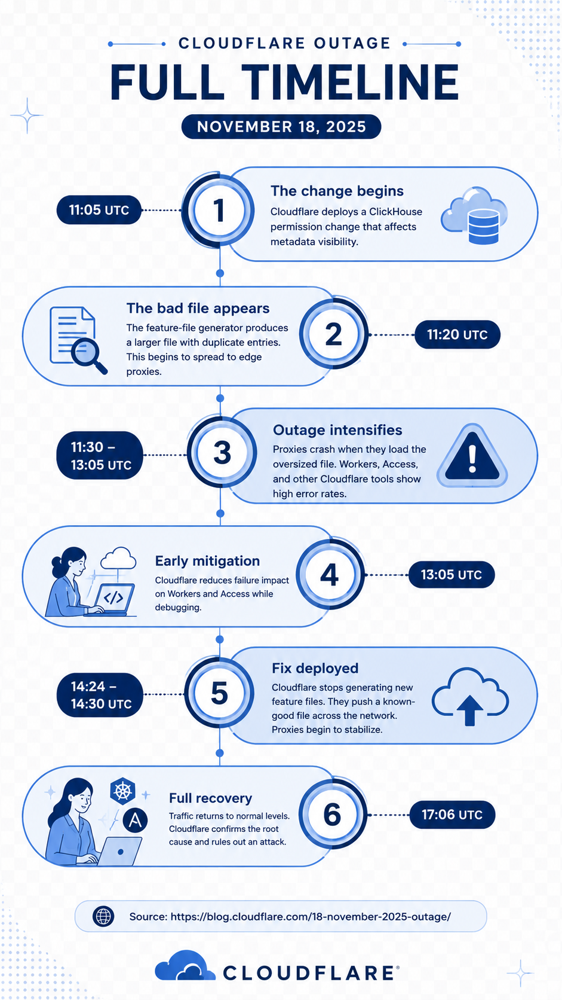 CLOUDFLARE OUTAGE
FULL TIMELINE
NOVEMBER 18, 2025
11:05 UTC
1
The change begins
Cloudflare deploys a ClickHouse
permission change that affects
metadata visibility.
The bad file appears
The feature-file generator produces
a larger file with duplicate entries.
This begins to spread to edge
proxies.
2
11:20 UTC
11:30 –
13:05 UTC
3
Outage intensifies
Proxies crash when they load the
oversized file. Workers, Access,
and other Cloudflare tools show
high error rates.
</>
Early mitigation
Cloudflare reduces failure impact
on Workers and Access while
debugging.
4
13:05 UTC
14:24 –
14:30 UTC
5
Fix deployed
Cloudflare stops generating new
feature files. They push a known-
good file across the network.
Proxies begin to stabilize.
Full recovery
Traffic returns to normal levels.
Cloudflare confirms the root
cause and rules out an attack.
6
17:06 UTC
Source: https://blog.cloudflare.com/18-november-2025-outage/
CLOUDFLARE®